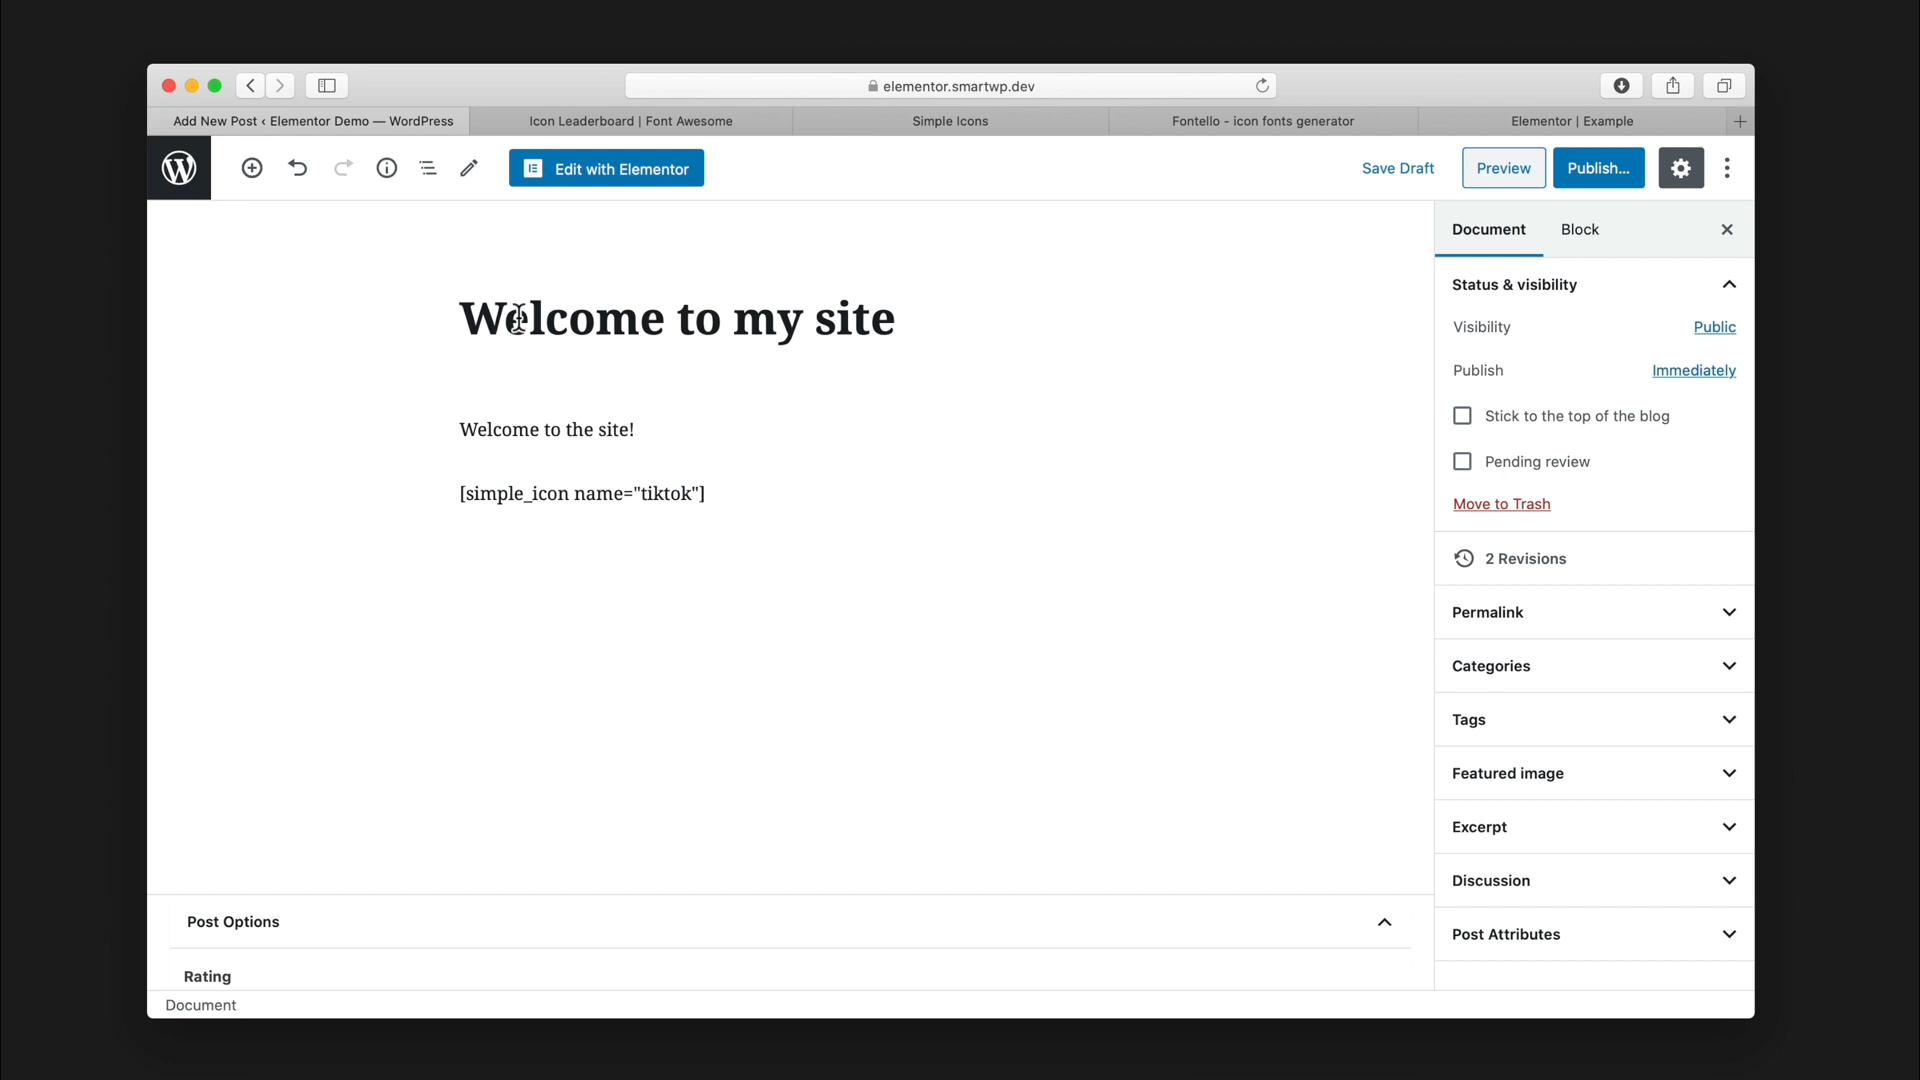 elementor.smartwp.dev
Add New Post ‹ Elementor Demo — WordPress
Icon Leaderboard | Font Awesome
Simple Icons
Fontello - icon fonts generator
Elementor | Example
Edit with Elementor
Save Draft
Preview
Publish...
Document
Block
Welcome to my site
Welcome to the site!
[simple_icon name="tiktok"]
Status & visibility
Visibility
Public
Publish
Immediately
Stick to the top of the blog
Pending review
Move to Trash
2 Revisions
Permalink
Categories
Tags
Featured image
Excerpt
Discussion
Post Attributes
Post Options
Rating
Document